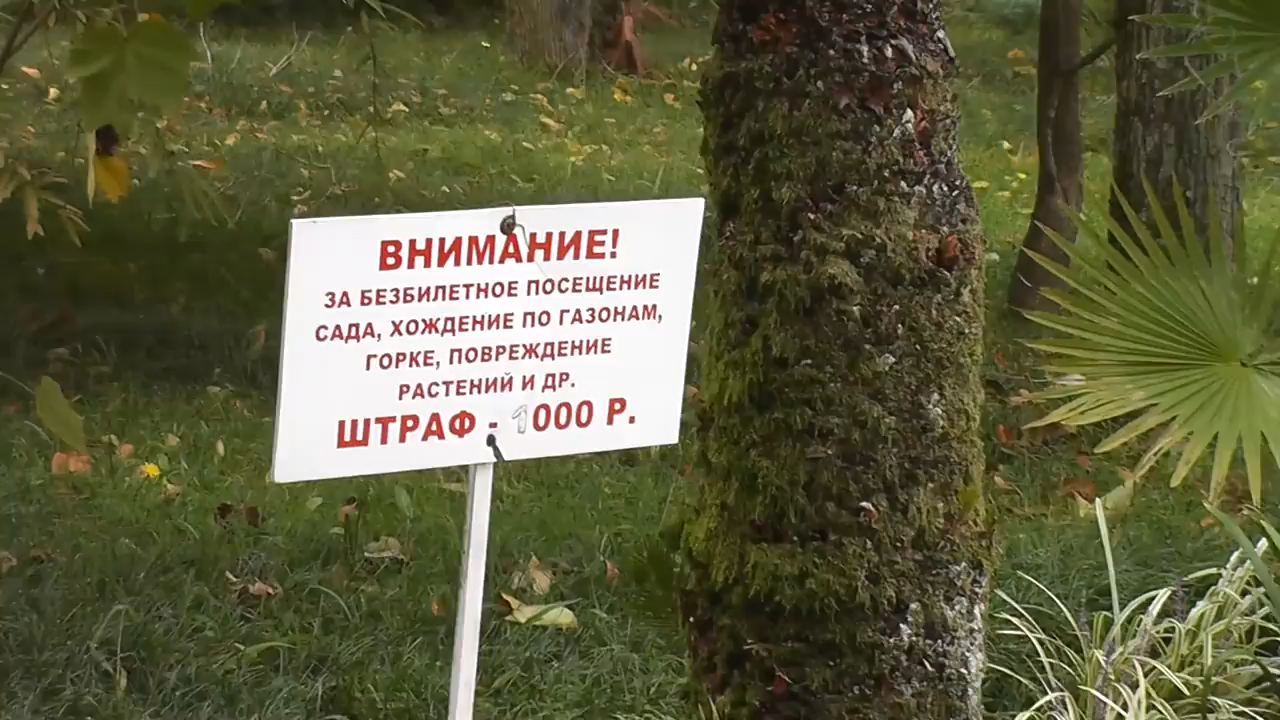 ВНИМАНИЕ!
ЗА БЕЗБИЛЕТНОЕ ПОСЕЩЕНИЕ
САДА, ХОЖДЕНИЕ ПО ГАЗОНАМ,
ГОРКЕ, ПОВРЕЖДЕНИЕ
РАСТЕНИЙ И ДР.
ШТРАФ - 1000 Р.